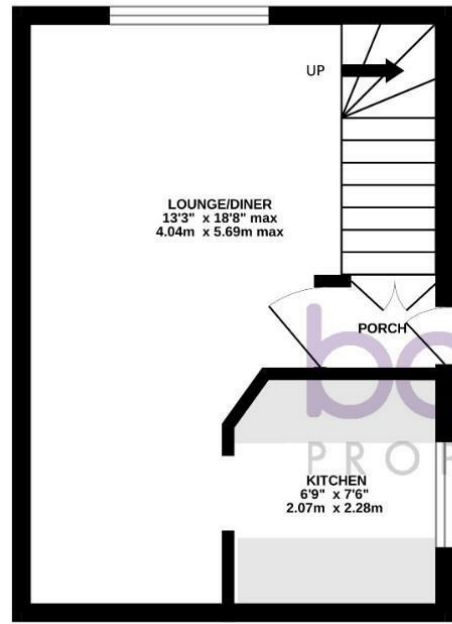 UP
LOUNGE/DINER
13'3" x 18'8" max
4.04m x 5.69m max
PORCH
KITCHEN
6'9" x 7'6"
2.07m x 2.28m